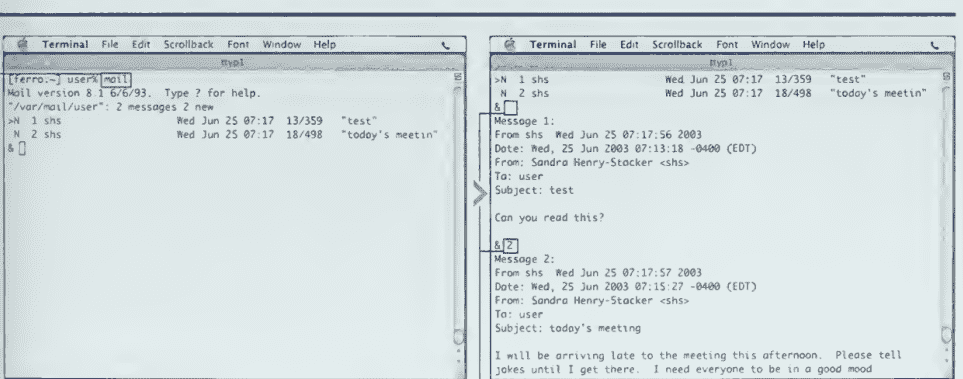 Terminal File Edit Scrollback Font Window Help
ttyp1
[ferro:~] user% mail
Mail version 8.1 6/6/93. Type ? for help.
"/var/mail/user": 2 messages 2 new
>N 1 shs Wed Jun 25 07:17 13/359 "test"
N 2 shs Wed Jun 25 07:17 18/498 "today's meetin"
&
Terminal File Edit Scrollback Font Window Help
ttyp1
>N 1 shs Wed Jun 25 07:17 13/359 "test"
N 2 shs Wed Jun 25 07:17 18/498 "today's meetin"
&
Message 1:
From shs Wed Jun 25 07:17:56 2003
Date: Wed, 25 Jun 2003 07:13:18 -0400 (EDT)
From: Sandra Henry-Stocker <shs>
To: user
Subject: test
Can you read this?
& 2
Message 2:
From shs Wed Jun 25 07:17:57 2003
Date: Wed, 25 Jun 2003 07:15:27 -0400 (EDT)
From: Sandra Henry-Stocker <shs>
To: user
Subject: today's meeting
I will be arriving late to the meeting this afternoon. Please tell
jokes until I get there. I need everyone to be in a good mood